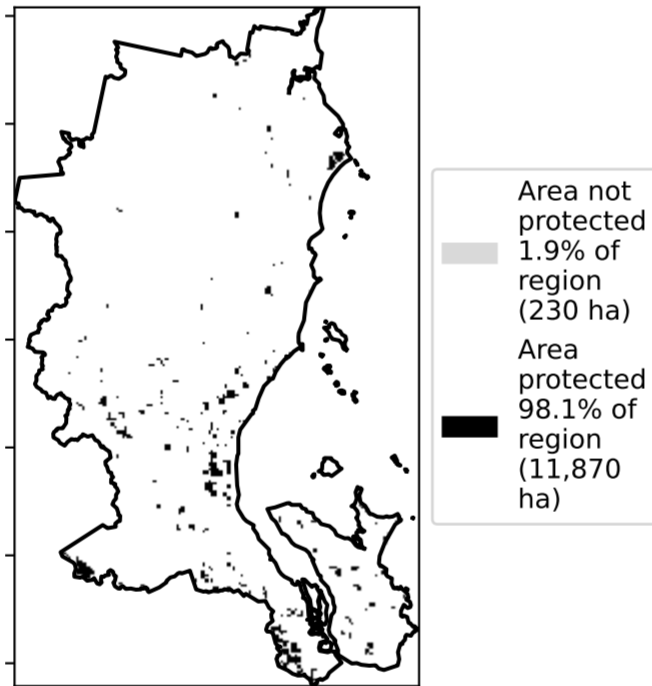 Area not
protected
1.9% of
region
(230 ha)
Area
protected
98.1% of
region
(11,870
ha)